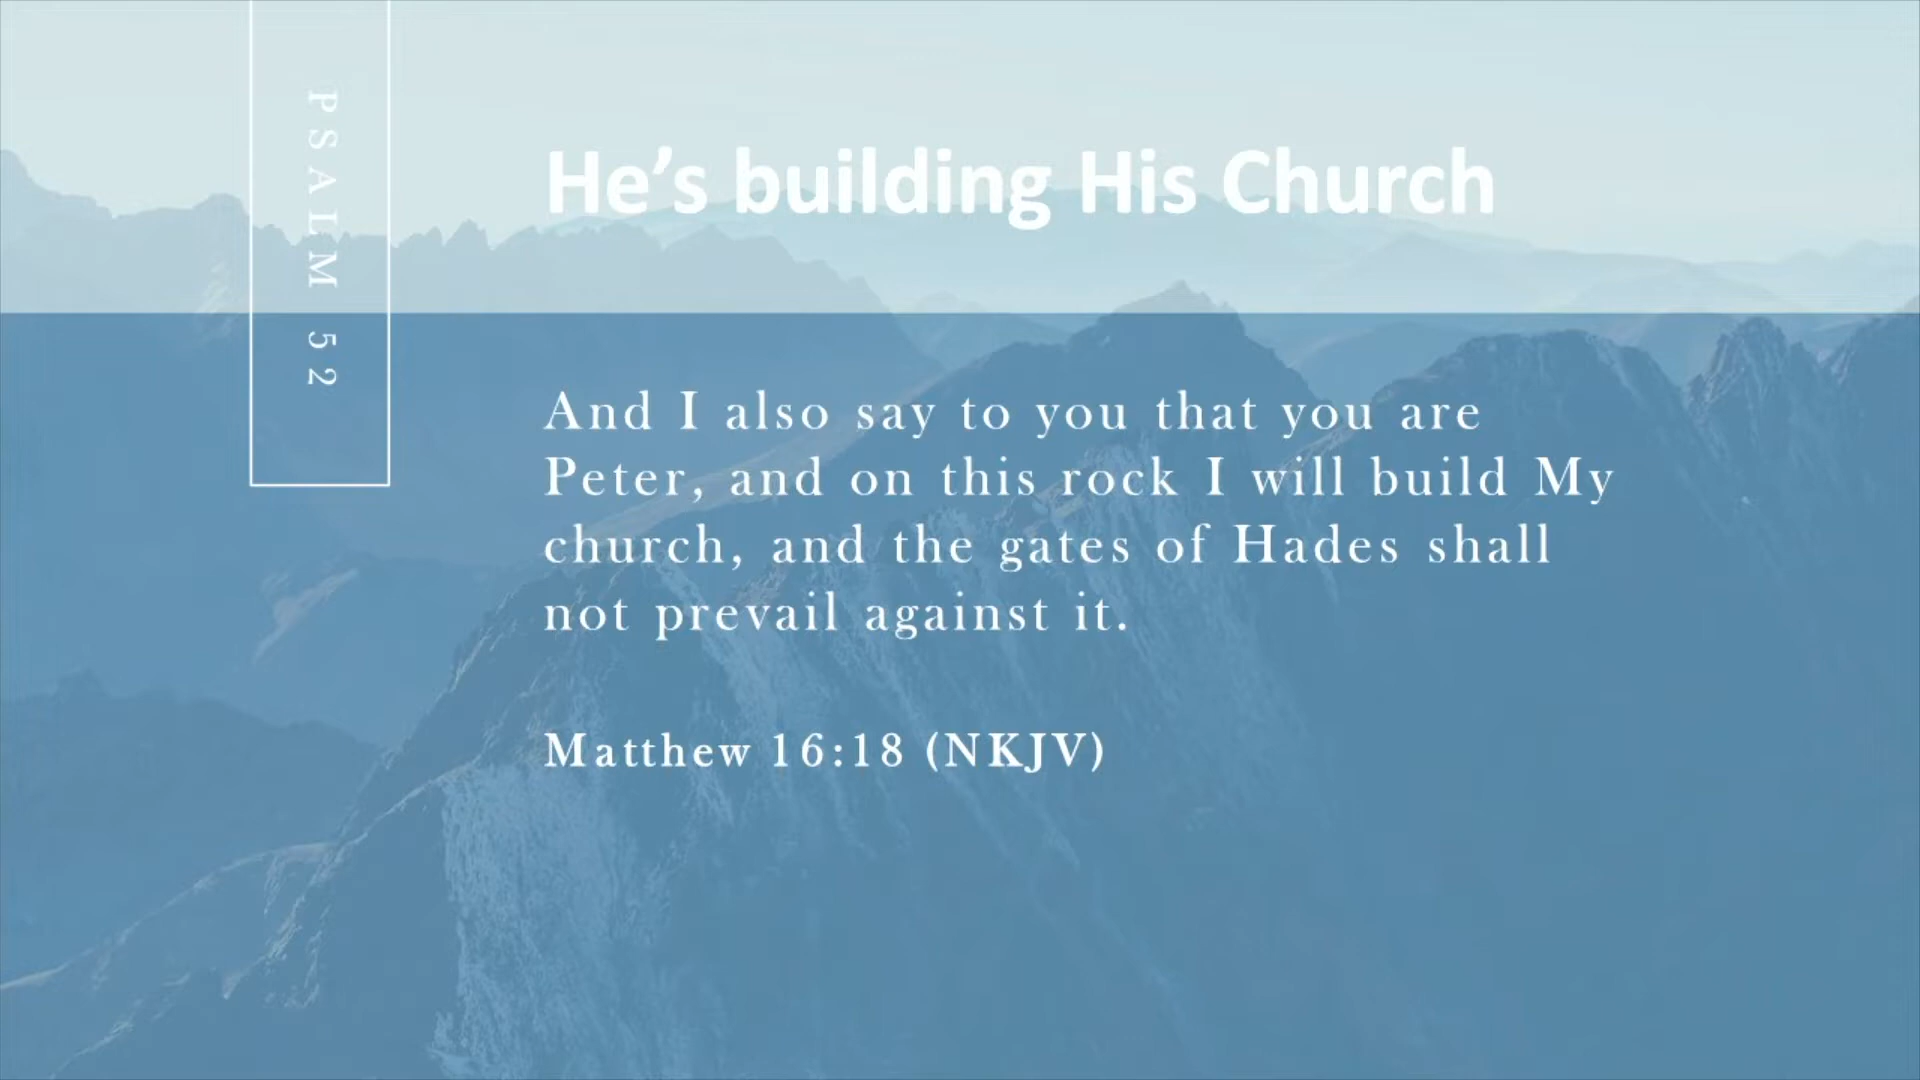 PSALM 52
He’s building His Church
And I also say to you that you are
Peter, and on this rock I will build My
church, and the gates of Hades shall
not prevail against it.
Matthew 16:18 (NKJV)